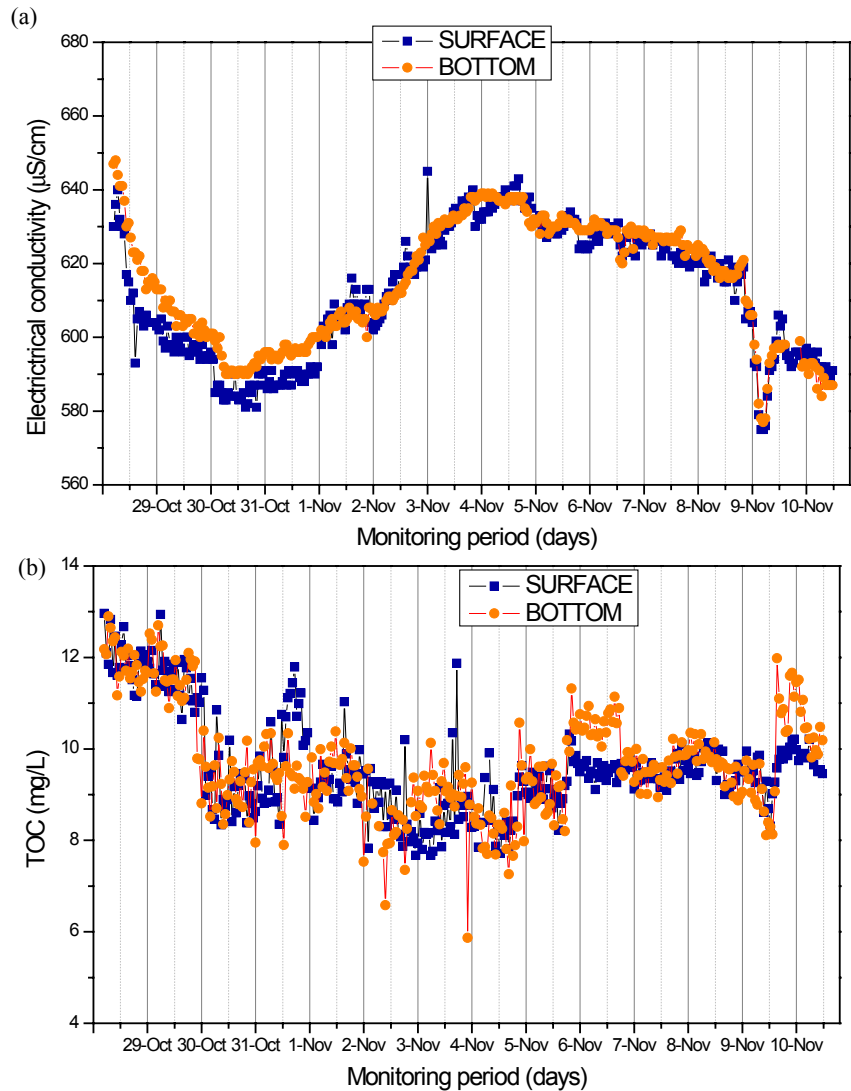 (a)
680
660
640
620
600
580
560
Electrictrical conductivity (μS/cm)
SURFACE
BOTTOM
29-Oct 30-Oct 31-Oct 1-Nov 2-Nov 3-Nov 4-Nov 5-Nov 6-Nov 7-Nov 8-Nov 9-Nov 10-Nov
Monitoring period (days)
(b)
14
12
10
8
6
4
TOC (mg/L)
SURFACE
BOTTOM
29-Oct 30-Oct 31-Oct 1-Nov 2-Nov 3-Nov 4-Nov 5-Nov 6-Nov 7-Nov 8-Nov 9-Nov 10-Nov
Monitoring period (days)